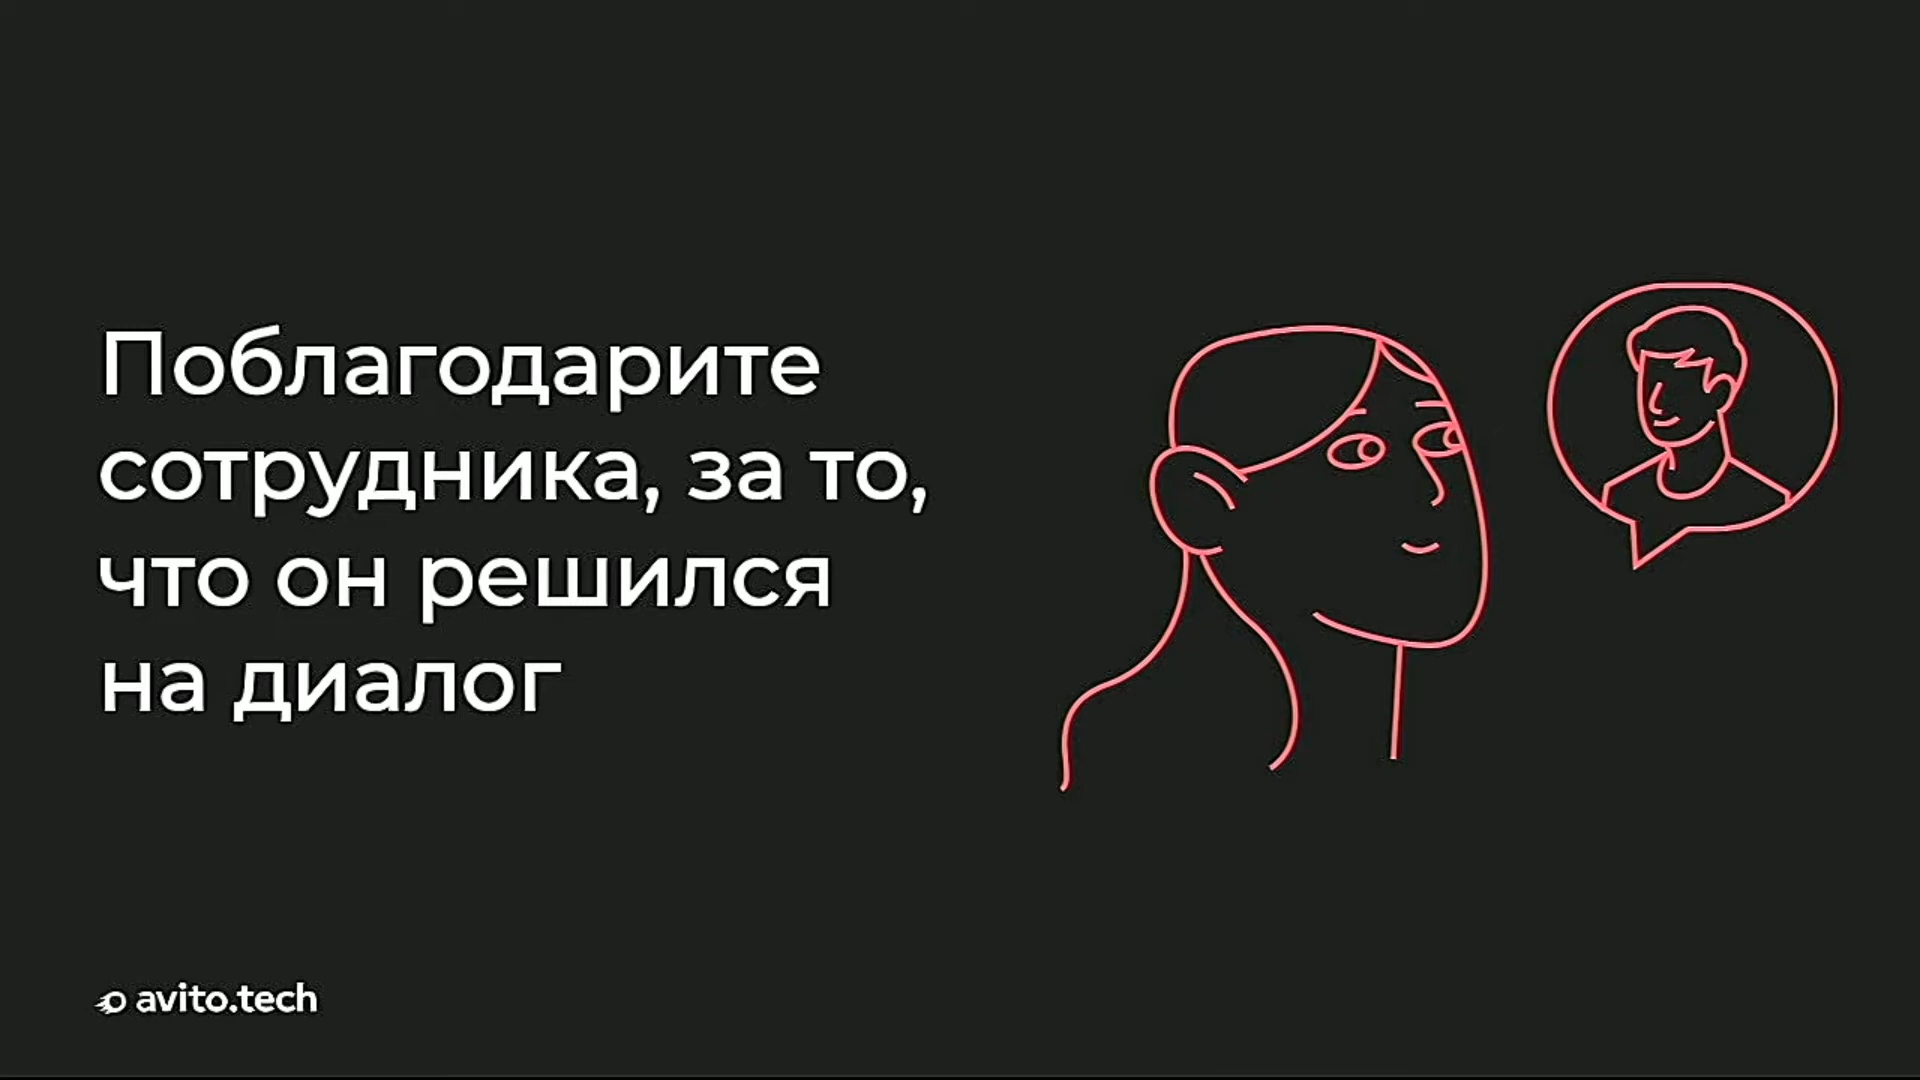 Поблагодарите
сотрудника, за то,
что он решился
на диалог
avito.tech